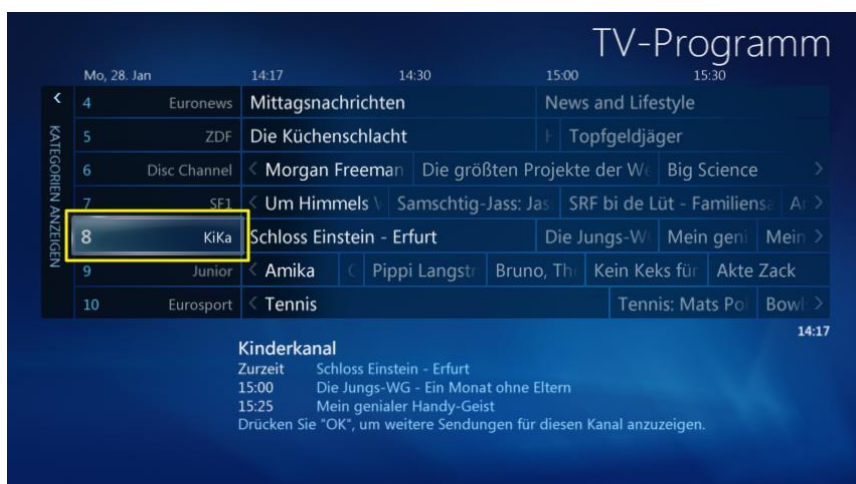 TV-Programm
Mo, 28. Jan 14:17 14:30 15:00 15:30
KATEGORIEN ANZEIGEN
4 Euronews Mittagsnachrichten News and Lifestyle
5 ZDF Die Küchenschlacht Topfgeldjäger
6 Disc Channel Morgan Freeman Die größten Projekte der We Big Science
7 SF1 Um Himmels Samschtig-Jass: Jas SRF bi de Lüt - Familiensa
8 KiKa Schloss Einstein - Erfurt Die Jungs-W Mein geni Mein
9 Junior Amika Pippi Langstr Bruno, Th Kein Keks für Akte Zack
10 Eurosport Tennis Tennis: Mats Bow
14:17
Kinderkanal
Zurzeit Schloss Einstein - Erfurt
15:00 Die Jungs-WG - Ein Monat ohne Eltern
15:25 Mein genialer Handy-Geist
Drücken Sie "OK", um weitere Sendungen für diesen Kanal anzuzeigen.